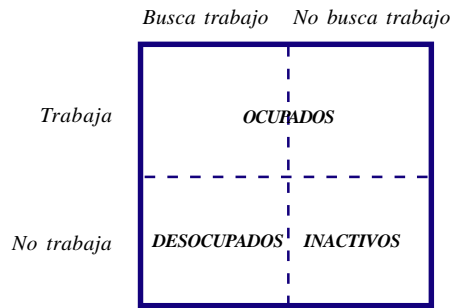 Busca trabajo No busca trabajo
Trabaja OCUPADOS
No trabaja DESOCUPADOS INACTIVOS